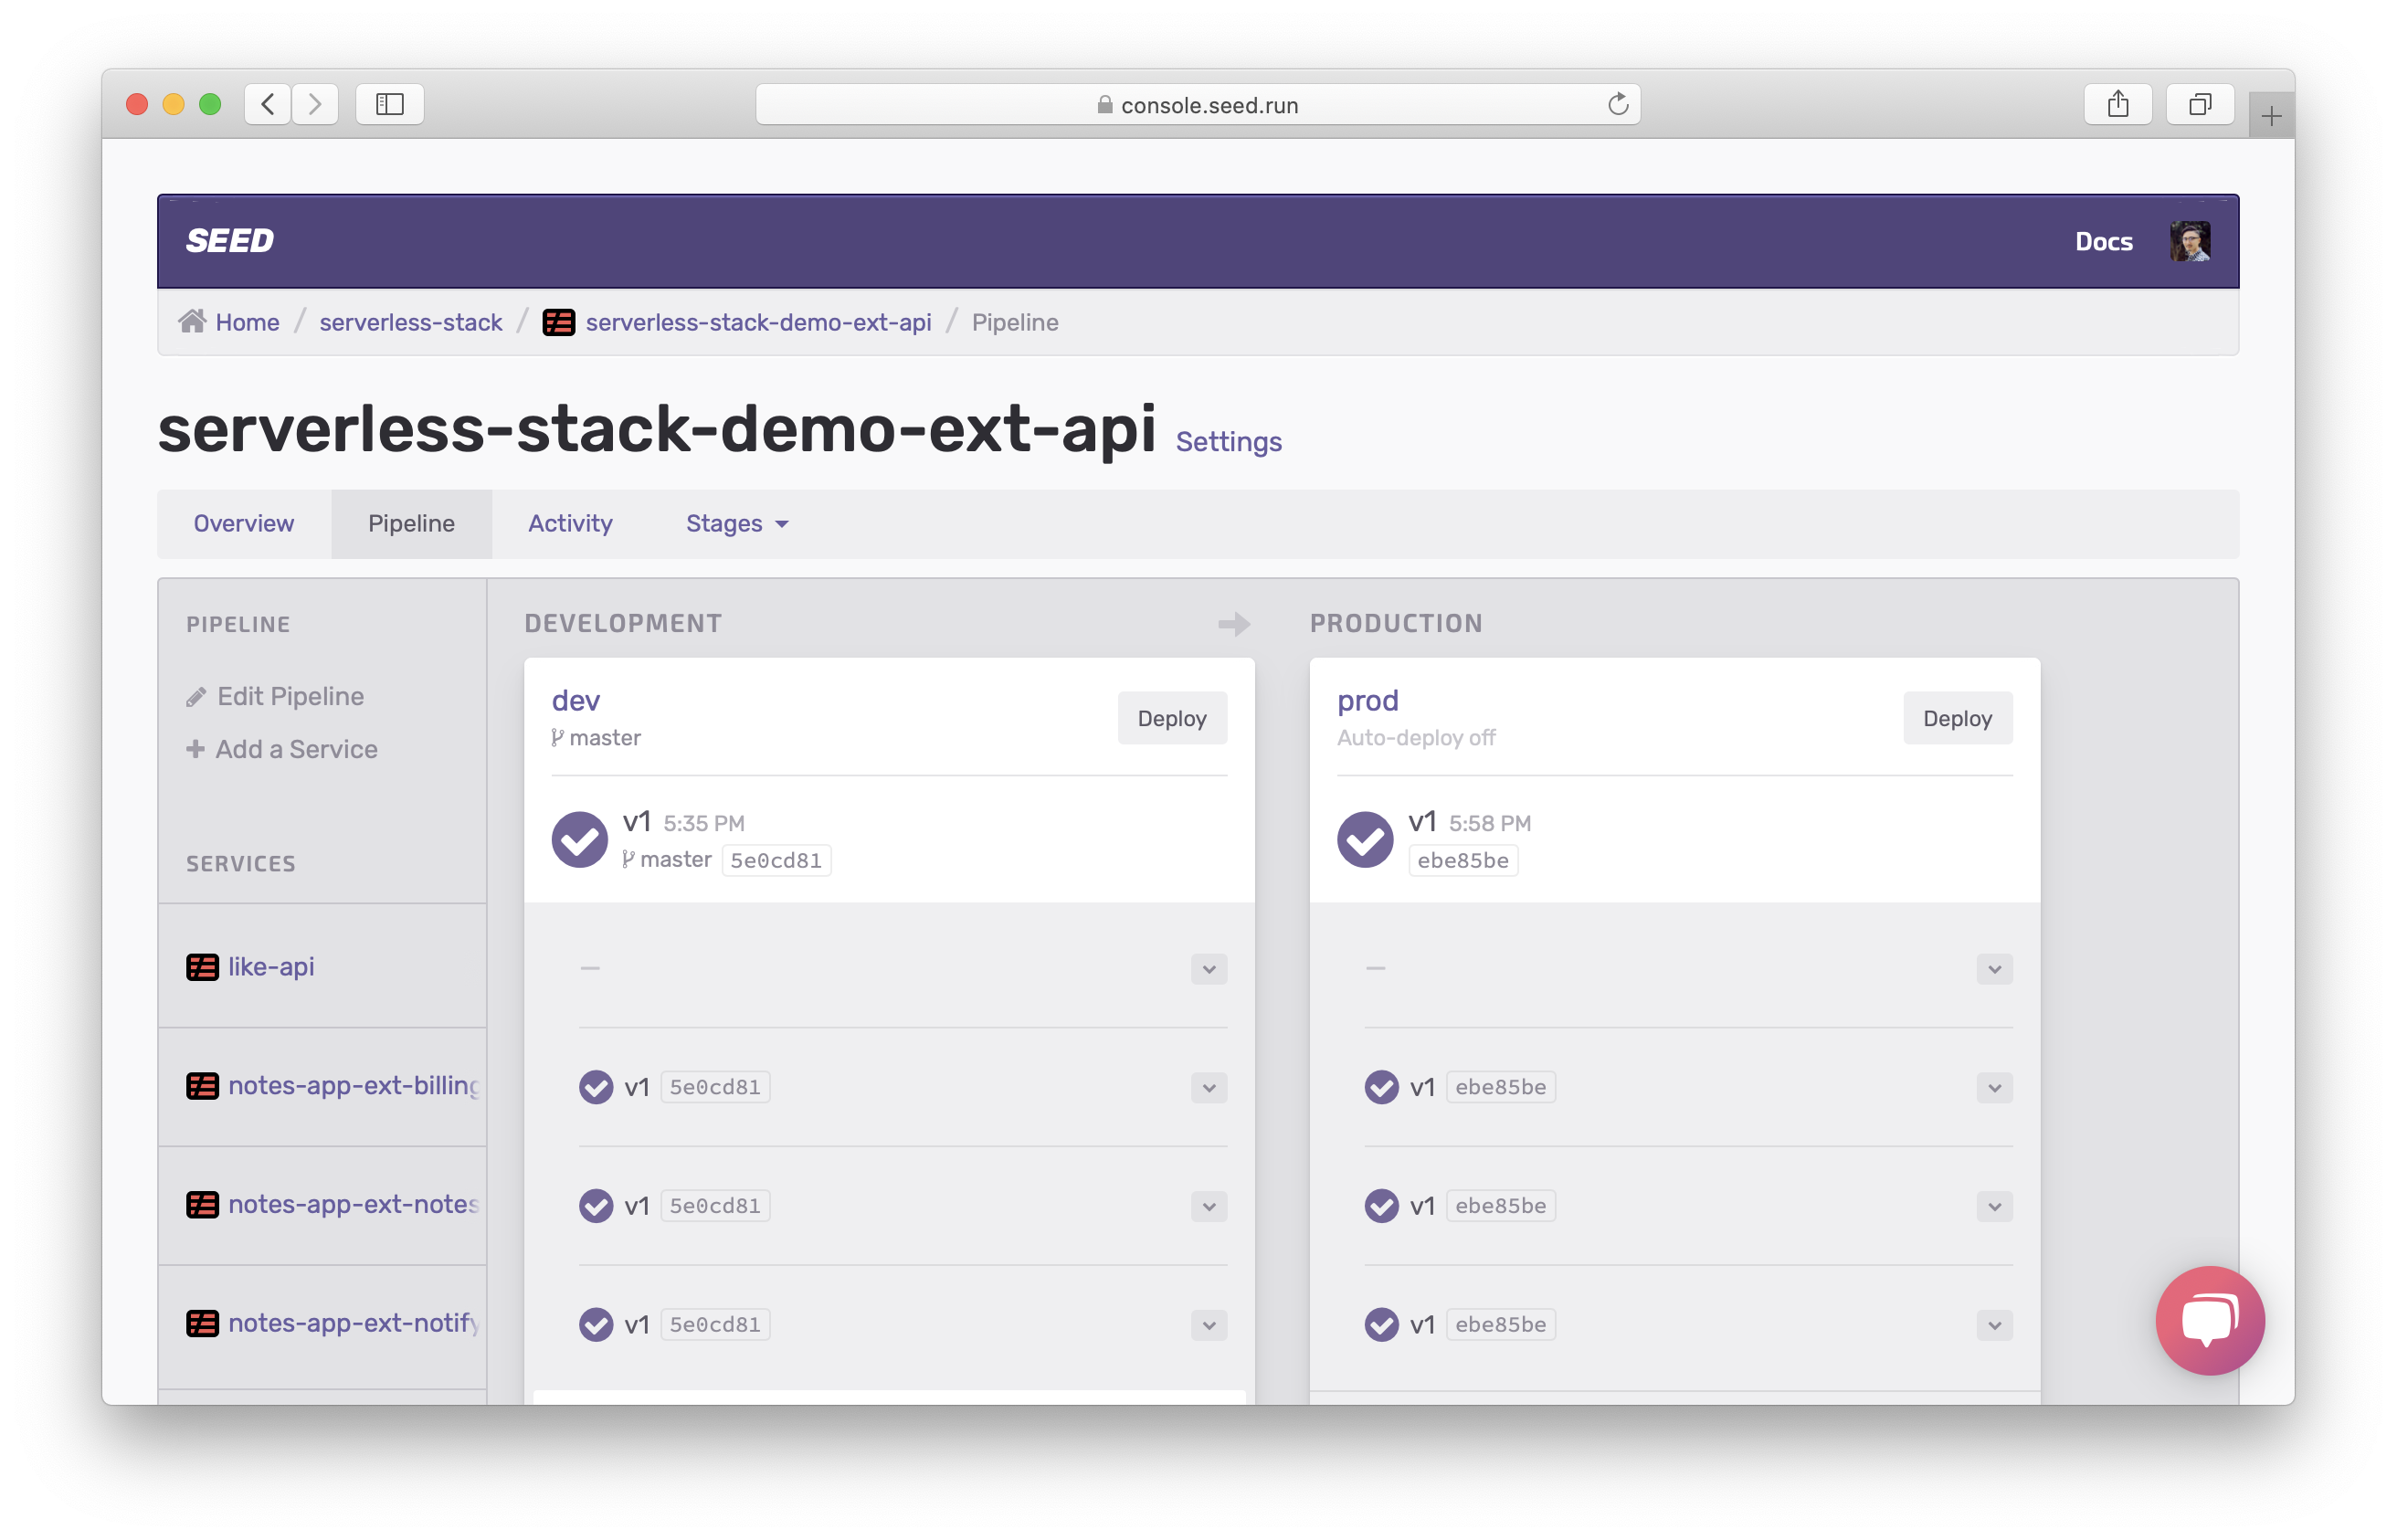 console.seed.run
SEED
Docs
Home / serverless-stack / serverless-stack-demo-ext-api / Pipeline
serverless-stack-demo-ext-api Settings
Overview Pipeline Activity Stages
PIPELINE
Edit Pipeline
Add a Service
SERVICES
like-api
notes-app-ext-billing
notes-app-ext-notes
notes-app-ext-notify
DEVELOPMENT
dev
master
Deploy
v1 5:35 PM
master 5e0cd81
–
v1 5e0cd81
v1 5e0cd81
v1 5e0cd81
PRODUCTION
prod
Auto-deploy off
Deploy
v1 5:58 PM
ebe85be
–
v1 ebe85be
v1 ebe85be
v1 ebe85be